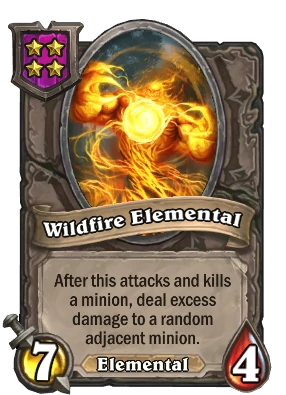 Wildfire Elemental
After this attacks and kills
a minion, deal excess
damage to a random
adjacent minion.
Elemental
7
4